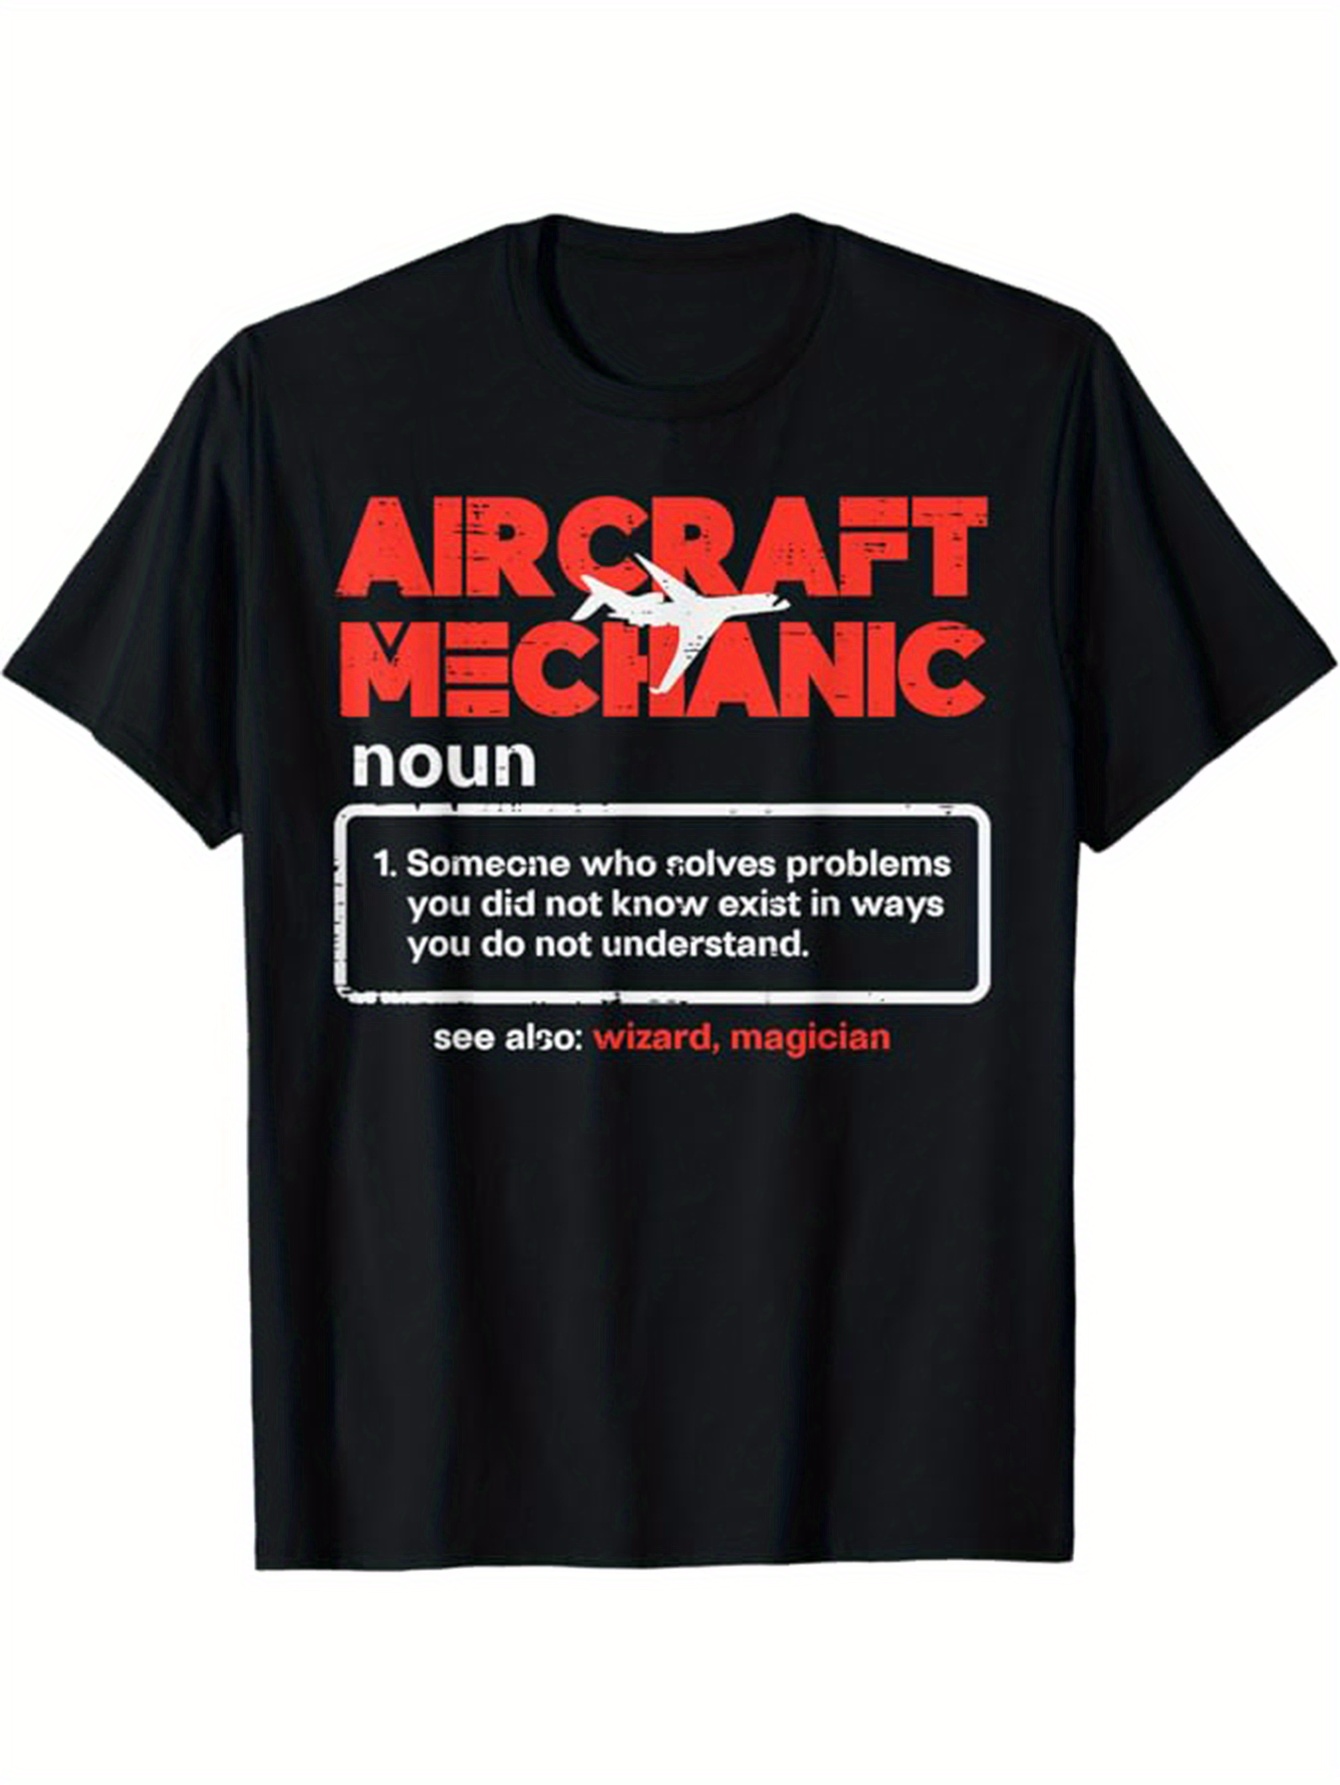 AIRCRAFT
MECHANIC
noun
1. Someone who solves problems
you did not know exist in ways
you do not understand.
see also: wizard, magician